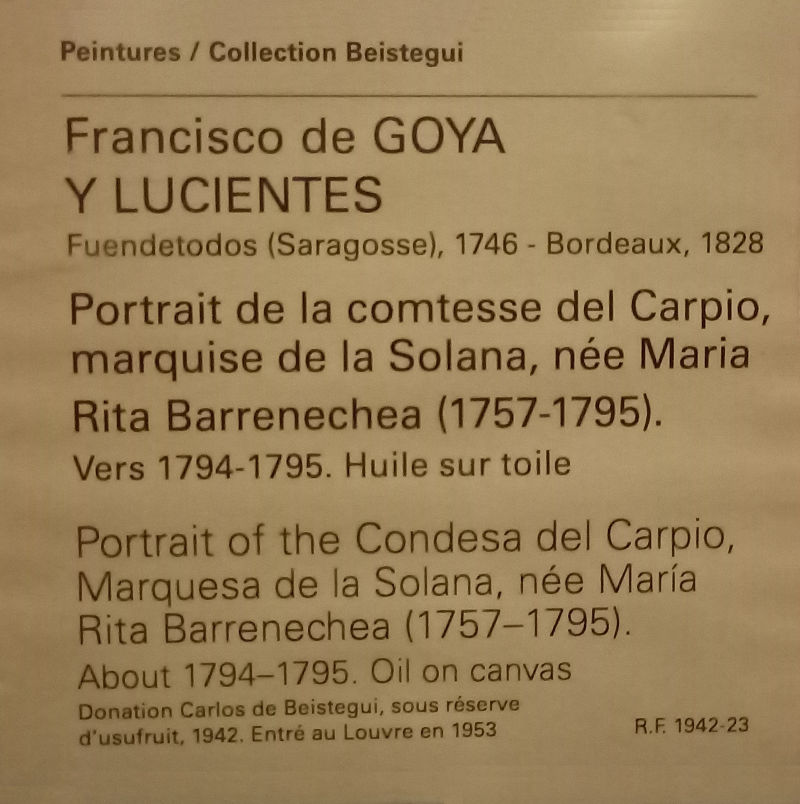 Peintures / Collection Beistegui
Francisco de GOYA
Y LUCIENTES
Fuendetodos (Saragosse), 1746 - Bordeaux, 1828
Portrait de la comtesse del Carpio,
marquise de la Solana, née Maria
Rita Barrenechea (1757-1795).
Vers 1794-1795. Huile sur toile
Portrait of the Condesa del Carpio,
Marquesa de la Solana, née María
Rita Barrenechea (1757–1795).
About 1794–1795. Oil on canvas
Donation Carlos de Beistegui, sous réserve
d'usufruit, 1942. Entré au Louvre en 1953
R.F. 1942-23